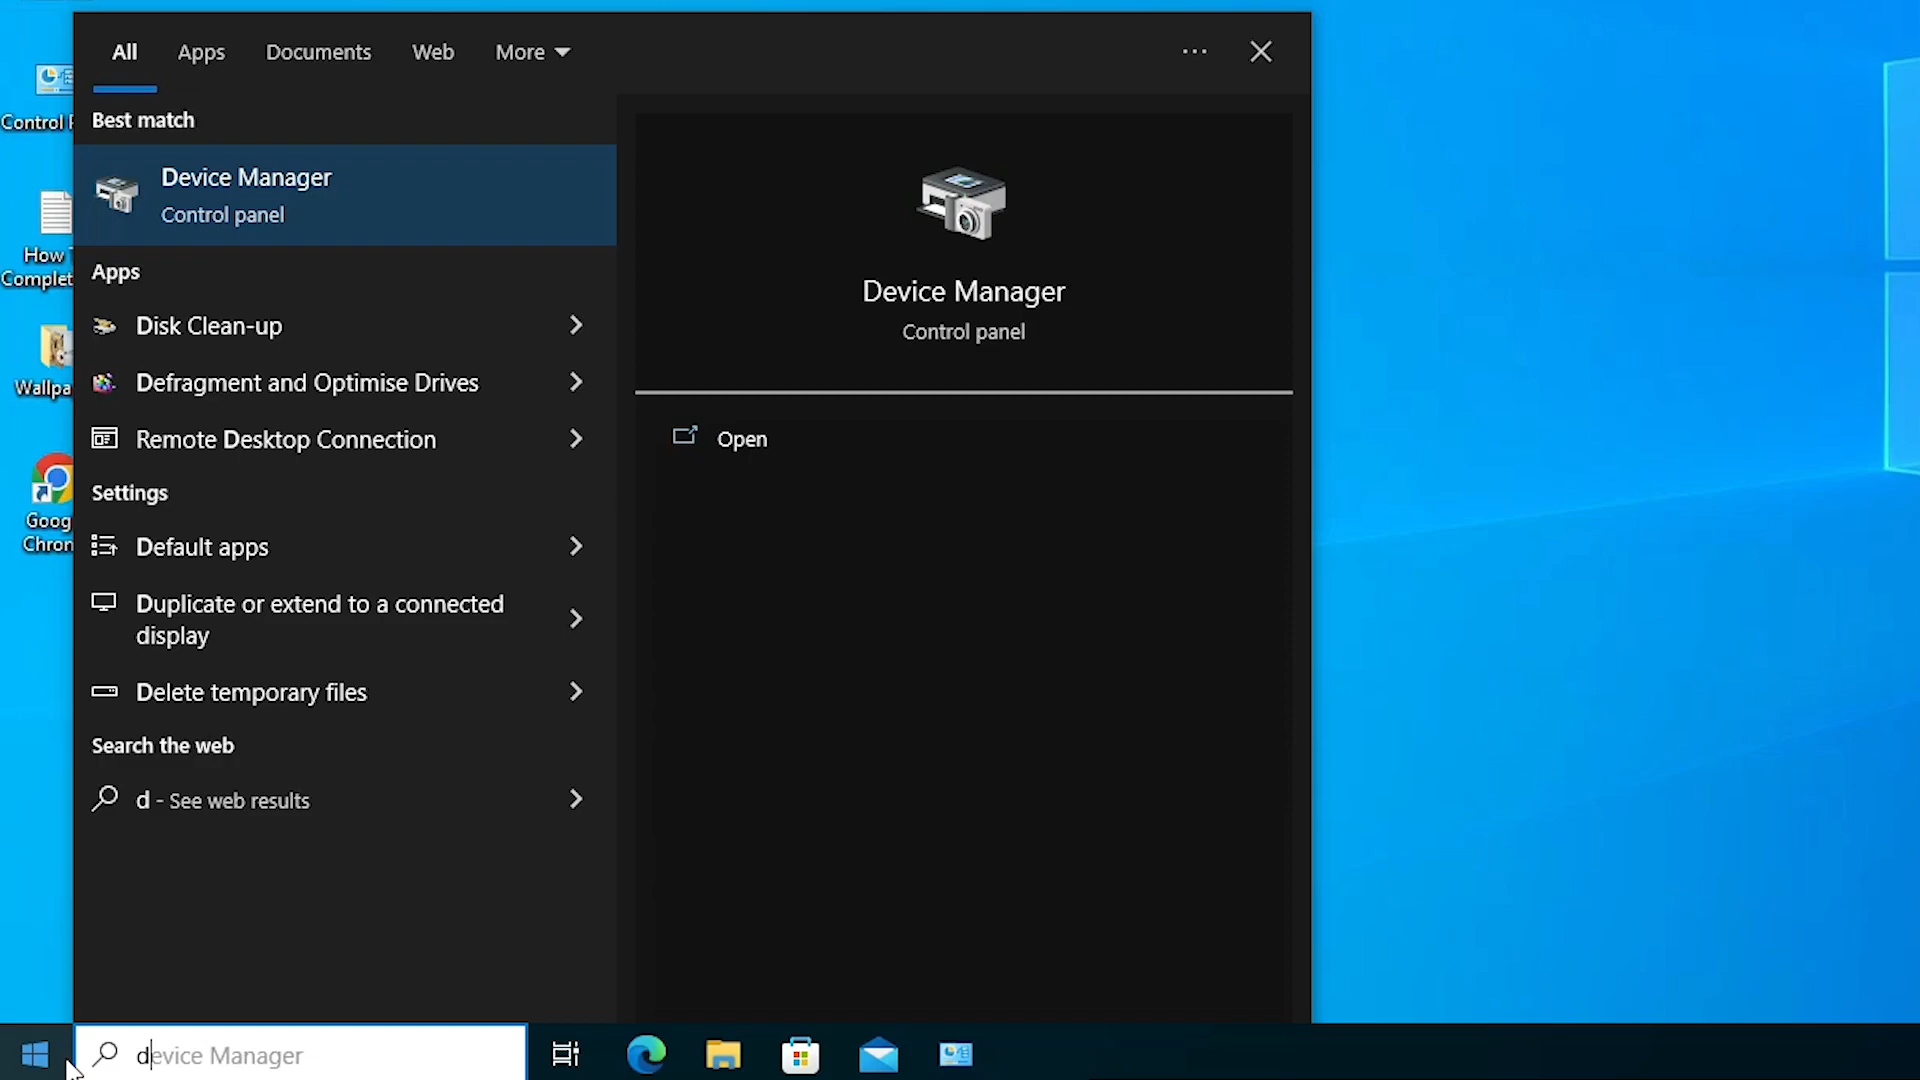 All Apps Documents Web More
Best match
Device Manager
Control panel
Apps
Disk Clean-up
Defragment and Optimise Drives
Remote Desktop Connection
Settings
Default apps
Duplicate or extend to a connected
display
Delete temporary files
Search the web
d - See web results
Device Manager
Control panel
Open
Control
How
Complet
Wallpa
Goog
Chron
device Manager